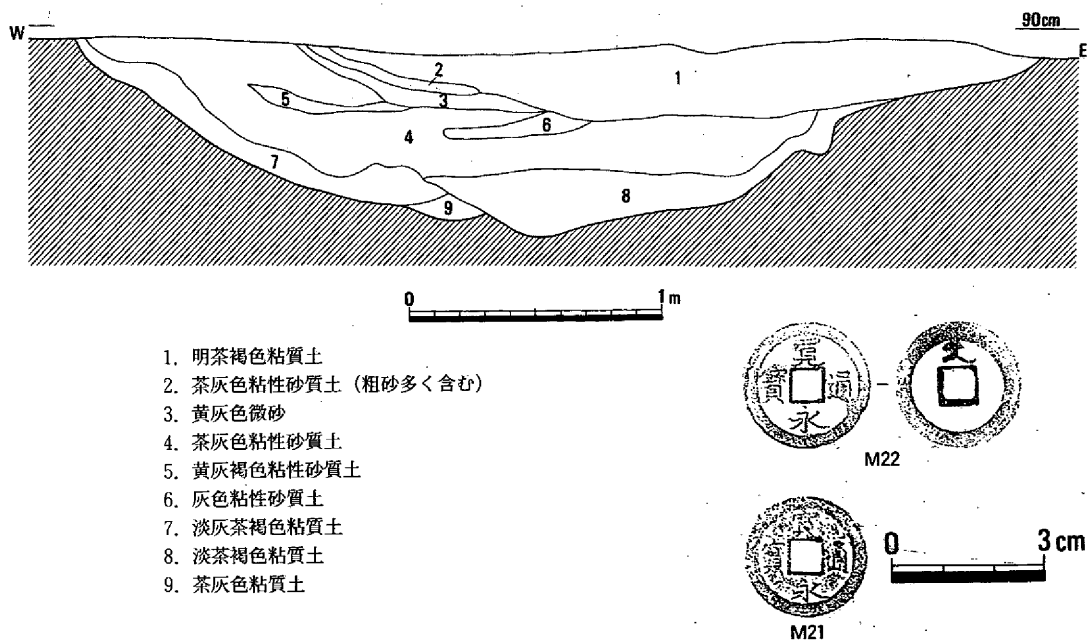 W
90cm
E
2
1
5
3
6
4
7
8
9
0 1m
1. 明茶褐色粘質土
2. 茶灰色粘性砂質土（粗砂多く含む）
3. 黄灰色微砂
4. 茶灰色粘性砂質土
5. 黄灰褐色粘性砂質土
6. 灰色粘性砂質土
7. 淡灰茶褐色粘質土
8. 淡茶褐色粘質土
9. 茶灰色粘質土
寛永通寳
文
M22
0 3cm
永
M21